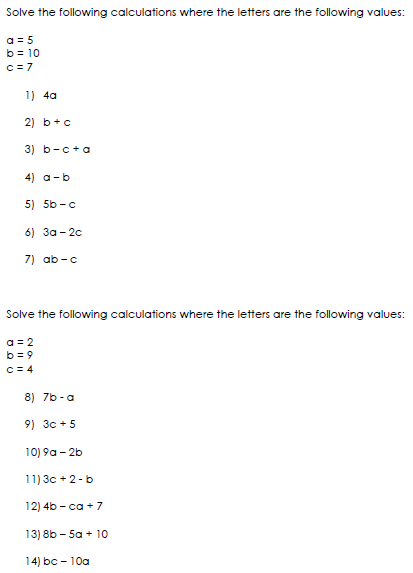 Solve the following calculations where the letters are the following values:
a = 5
b = 10
c = 7
1) 4a
2) b + c
3) b – c + a
4) a – b
5) 5b – c
6) 3a – 2c
7) ab – c
Solve the following calculations where the letters are the following values:
a = 2
b = 9
c = 4
8) 7b - a
9) 3c + 5
10) 9a – 2b
11) 3c + 2 - b
12) 4b – ca + 7
13) 8b – 5a + 10
14) bc – 10a